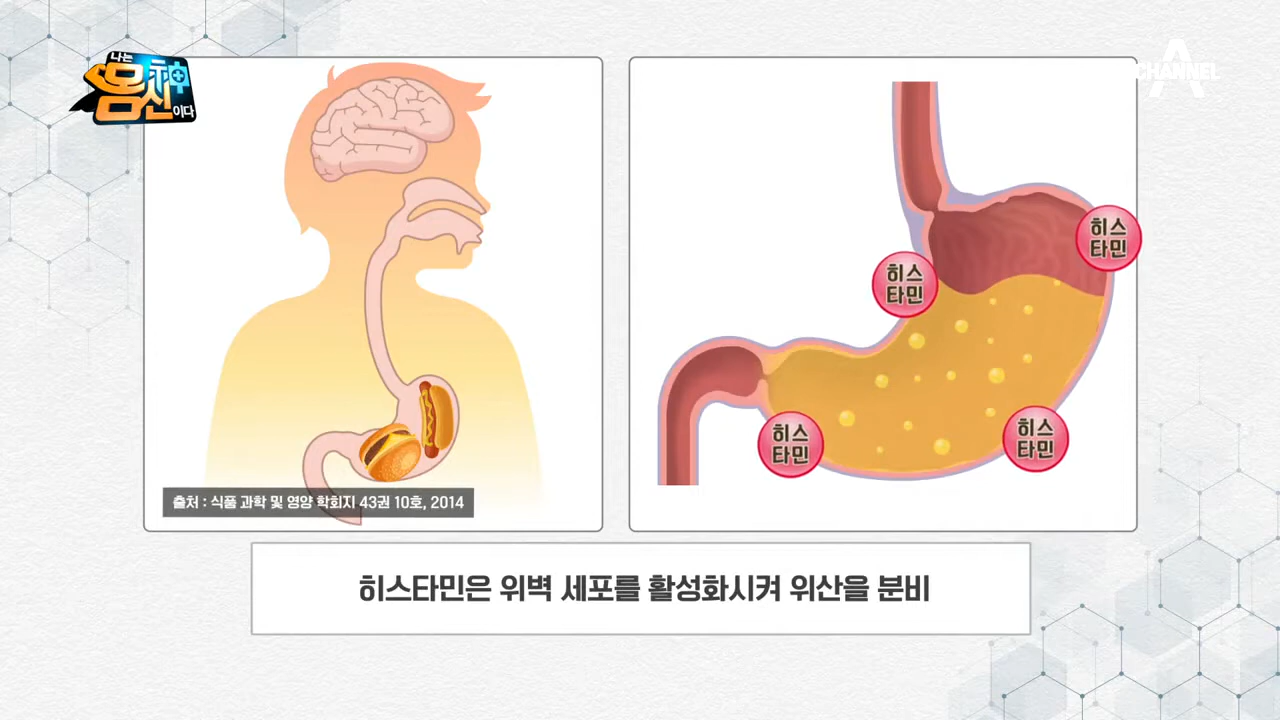 나는
몸神
신이다
CHANNEL A
히스
타민
히스
타민
히스
타민
히스
타민
출처 : 식품 과학 및 영양 학회지 43권 10호, 2014
히스타민은 위벽 세포를 활성화시켜 위산을 분비